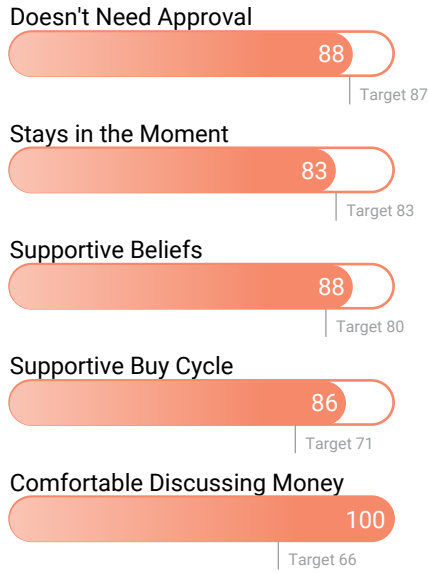 Doesn't Need Approval
88
Target 87
Stays in the Moment
83
Target 83
Supportive Beliefs
88
Target 80
Supportive Buy Cycle
86
Target 71
Comfortable Discussing Money
100
Target 66